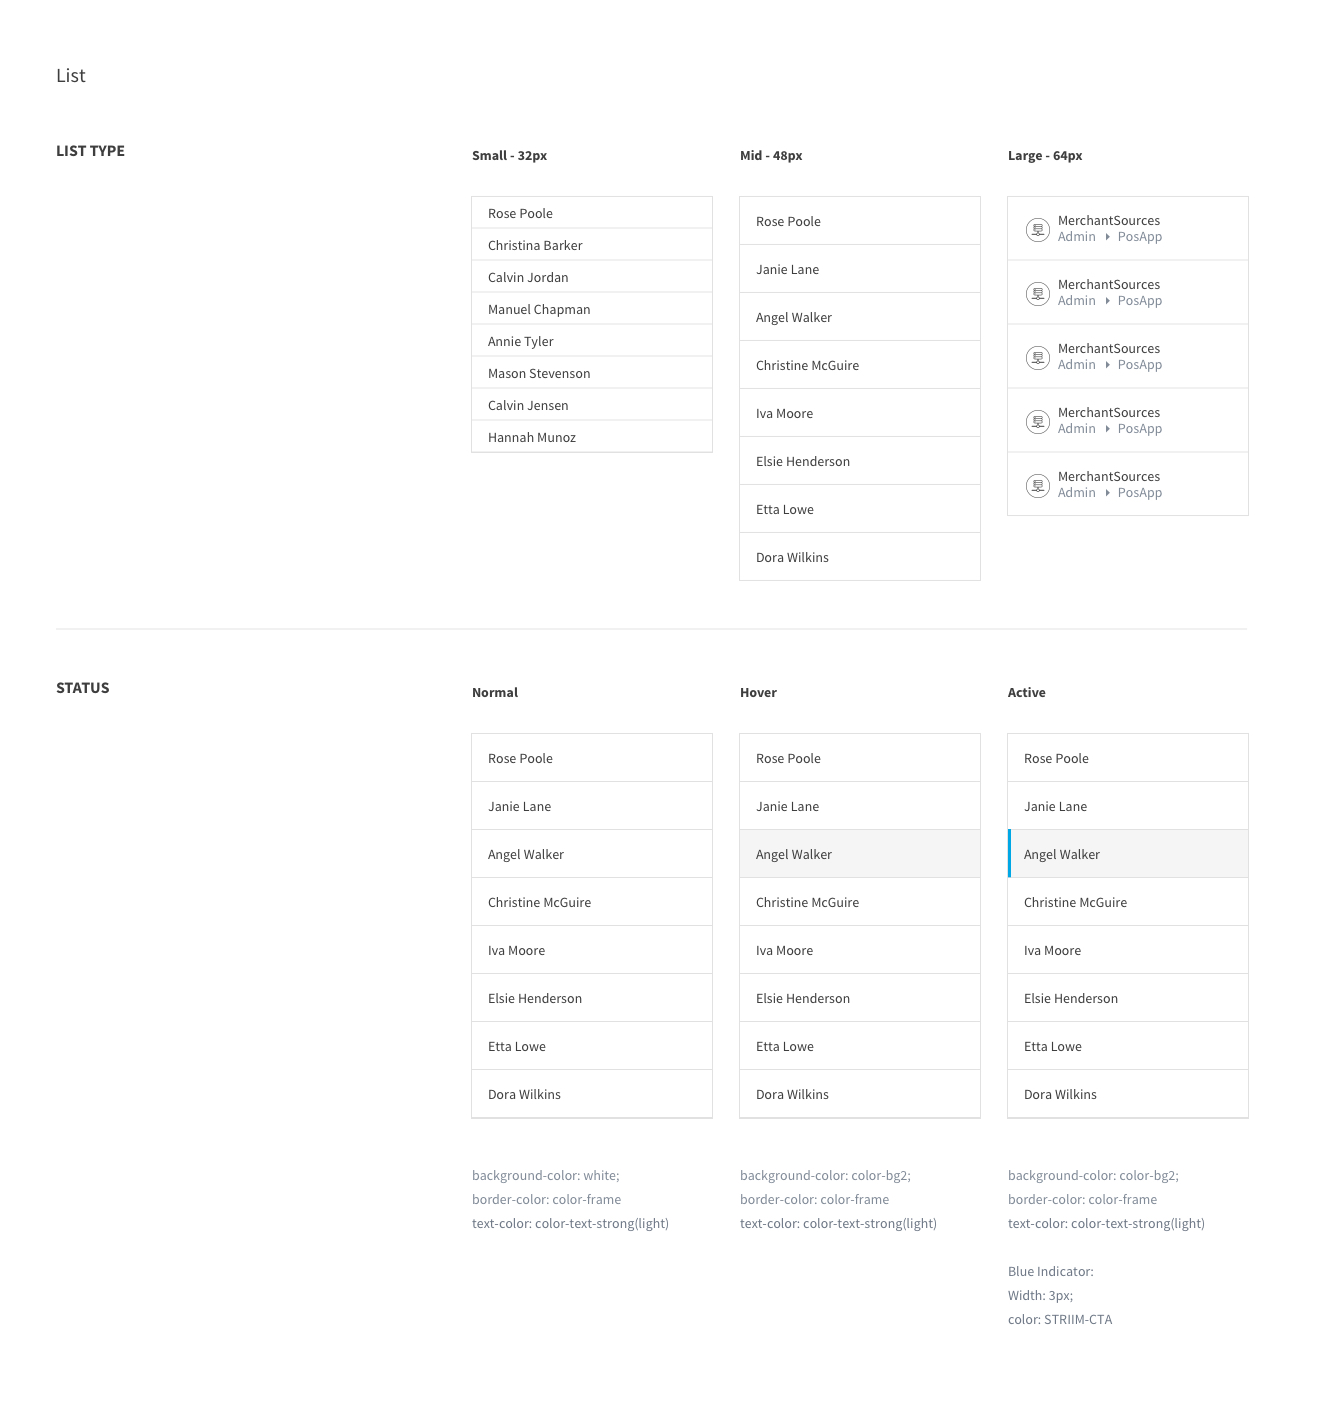 List
LIST TYPE
Small - 32px
Rose Poole
Christina Barker
Calvin Jordan
Manuel Chapman
Annie Tyler
Mason Stevenson
Calvin Jensen
Hannah Munoz
Mid - 48px
Rose Poole
Janie Lane
Angel Walker
Christine McGuire
Iva Moore
Elsie Henderson
Etta Lowe
Dora Wilkins
Large - 64px
MerchantSources
Admin PosApp
MerchantSources
Admin PosApp
MerchantSources
Admin PosApp
MerchantSources
Admin PosApp
MerchantSources
Admin PosApp
STATUS
Normal
Rose Poole
Janie Lane
Angel Walker
Christine McGuire
Iva Moore
Elsie Henderson
Etta Lowe
Dora Wilkins
background-color: white;
border-color: color-frame
text-color: color-text-strong(light)
Hover
Rose Poole
Janie Lane
Angel Walker
Christine McGuire
Iva Moore
Elsie Henderson
Etta Lowe
Dora Wilkins
background-color: color-bg2;
border-color: color-frame
text-color: color-text-strong(light)
Active
Rose Poole
Janie Lane
Angel Walker
Christine McGuire
Iva Moore
Elsie Henderson
Etta Lowe
Dora Wilkins
background-color: color-bg2;
border-color: color-frame
text-color: color-text-strong(light)
Blue Indicator:
Width: 3px;
color: STRIIM-CTA